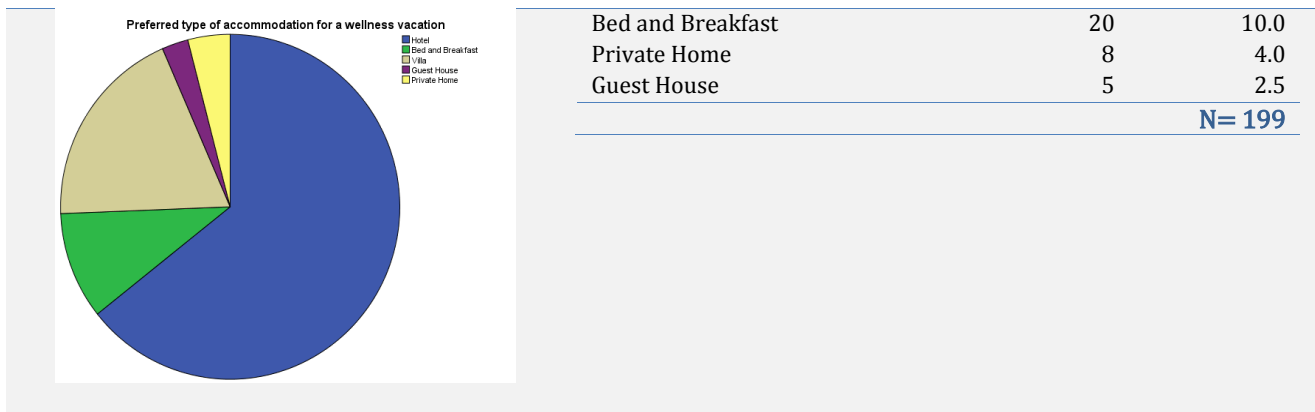 Preferred type of accommodation for a wellness vacation
Hotel
Bed and Breakfast
Villa
Guest House
Private Home
Bed and Breakfast 20 10.0
Private Home 8 4.0
Guest House 5 2.5
N= 199